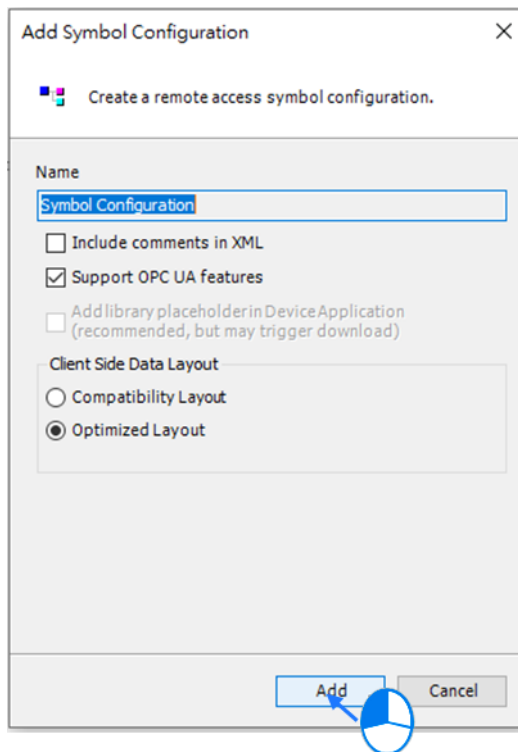 Add Symbol Configuration
Create a remote access symbol configuration.
Name
Symbol Configuration
Include comments in XML
Support OPC UA features
Add library placeholder in Device Application
(recommended, but may trigger download)
Client Side Data Layout
Compatibility Layout
Optimized Layout
Add
Cancel